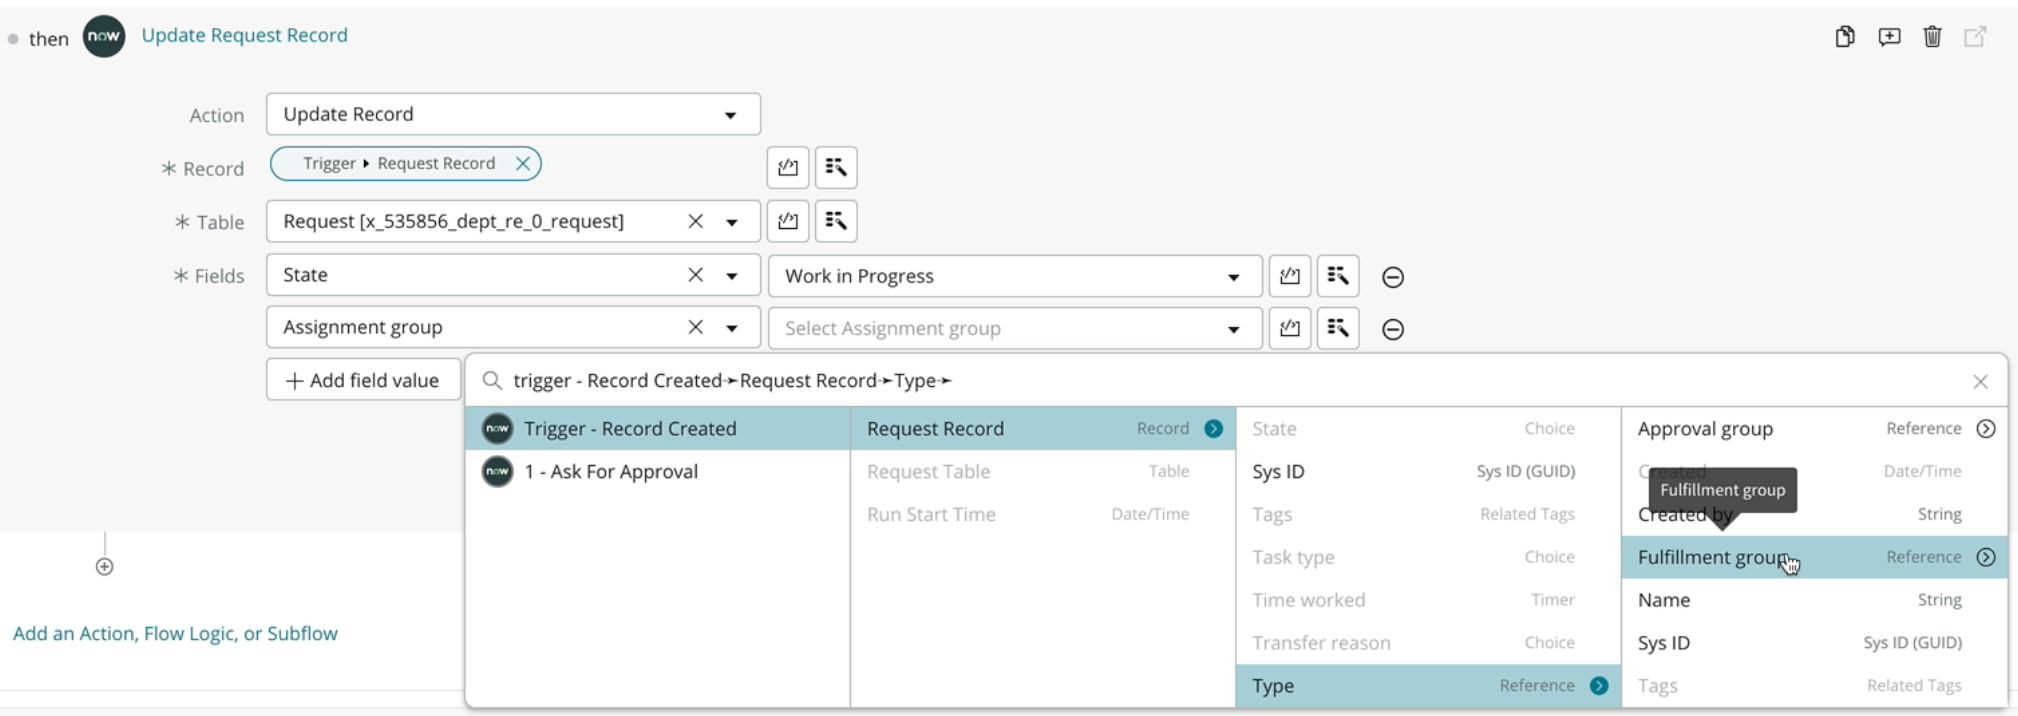 then now Update Request Record
Action Update Record
* Record Trigger ▸ Request Record
* Table Request [x_535856_dept_re_0_request]
* Fields State Work in Progress
Assignment group Select Assignment group
+ Add field value
trigger - Record Created➛Request Record➛Type➛
now Trigger - Record Created Request Record Record State Choice Approval group Reference
now 1 - Ask For Approval Request Table Table Sys ID Sys ID (GUID) Created Date/Time
Fulfillment group
Run Start Time Date/Time Tags Related Tags Created by String
Task type Choice Fulfillment group Reference
Time worked Timer Name String
Add an Action, Flow Logic, or Subflow Transfer reason Choice Sys ID Sys ID (GUID)
Type Reference Tags Related Tags